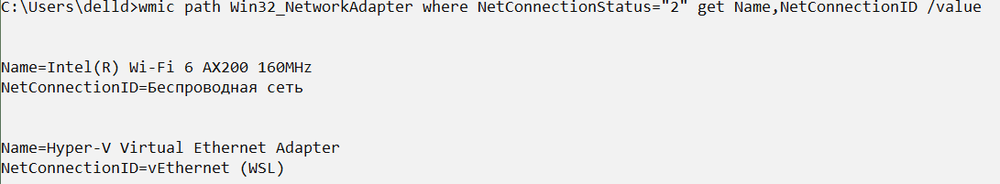 C:\Users\delld>wmic path Win32_NetworkAdapter where NetConnectionStatus="2" get Name,NetConnectionID /value
Name=Intel(R) Wi-Fi 6 AX200 160MHz
NetConnectionID=Беспроводная сеть
Name=Hyper-V Virtual Ethernet Adapter
NetConnectionID=vEthernet (WSL)